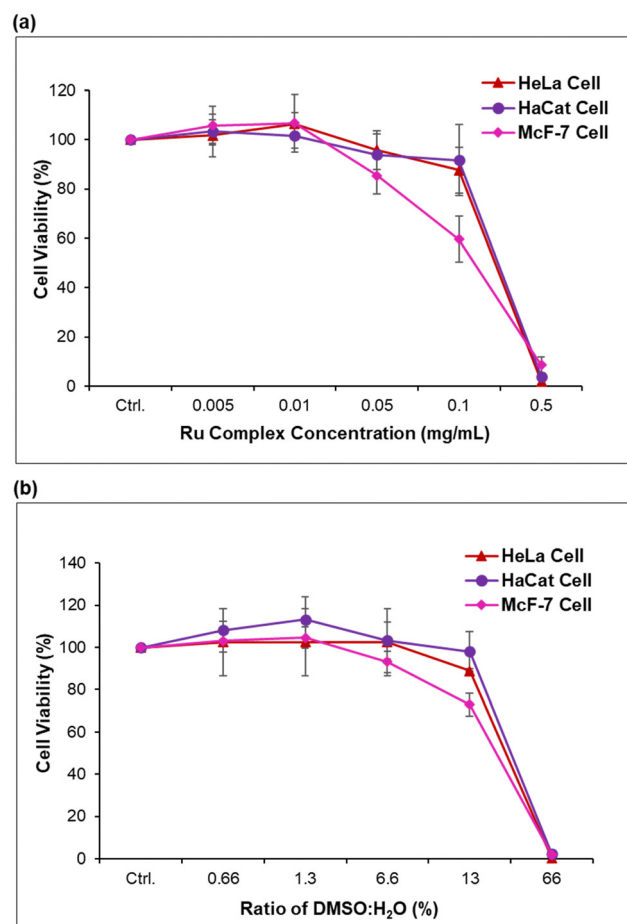 (a)
120
100
80
60
40
20
0
Cell Viability (%)
HeLa Cell
HaCat Cell
McF-7 Cell
Ctrl. 0.005 0.01 0.05 0.1 0.5
Ru Complex Concentration (mg/mL)
(b)
140
120
100
80
60
40
20
0
Cell Viability (%)
HeLa Cell
HaCat Cell
McF-7 Cell
Ctrl. 0.66 1.3 6.6 13 66
Ratio of DMSO:H₂O (%)